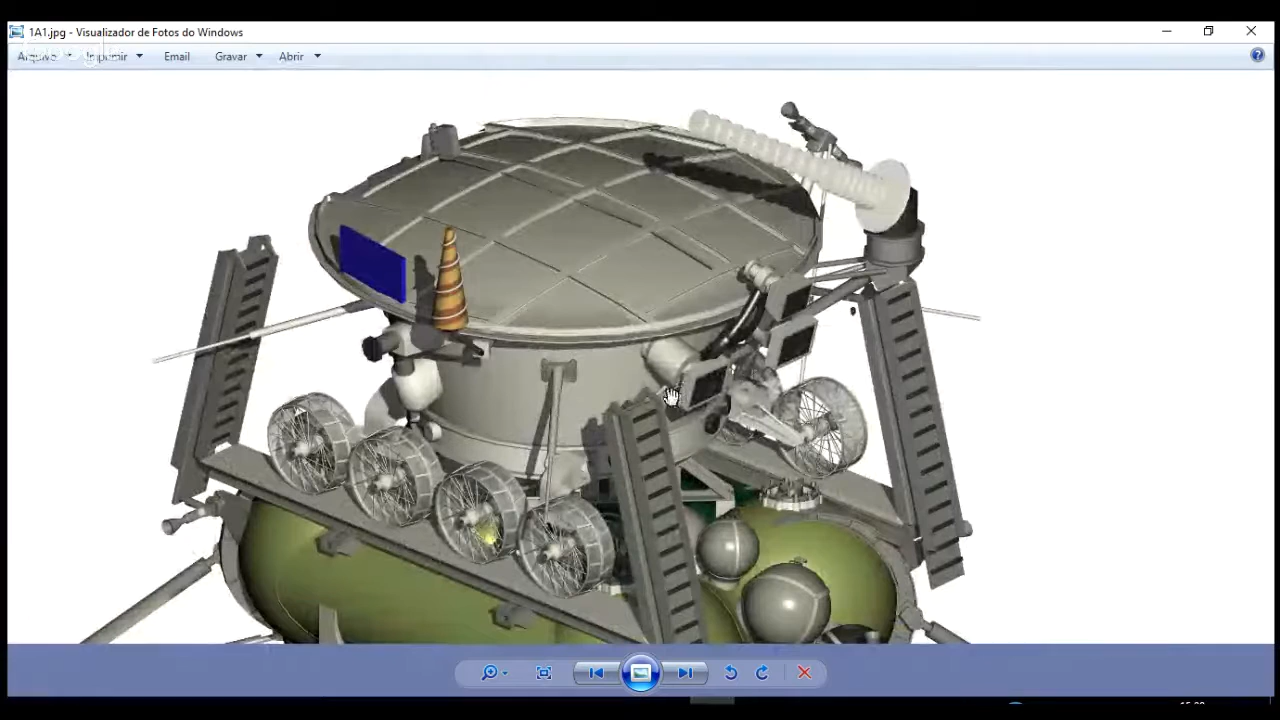 1A1.jpg - Visualizador de Fotos do Windows
Arquivo Imprimir Email Gravar Abrir